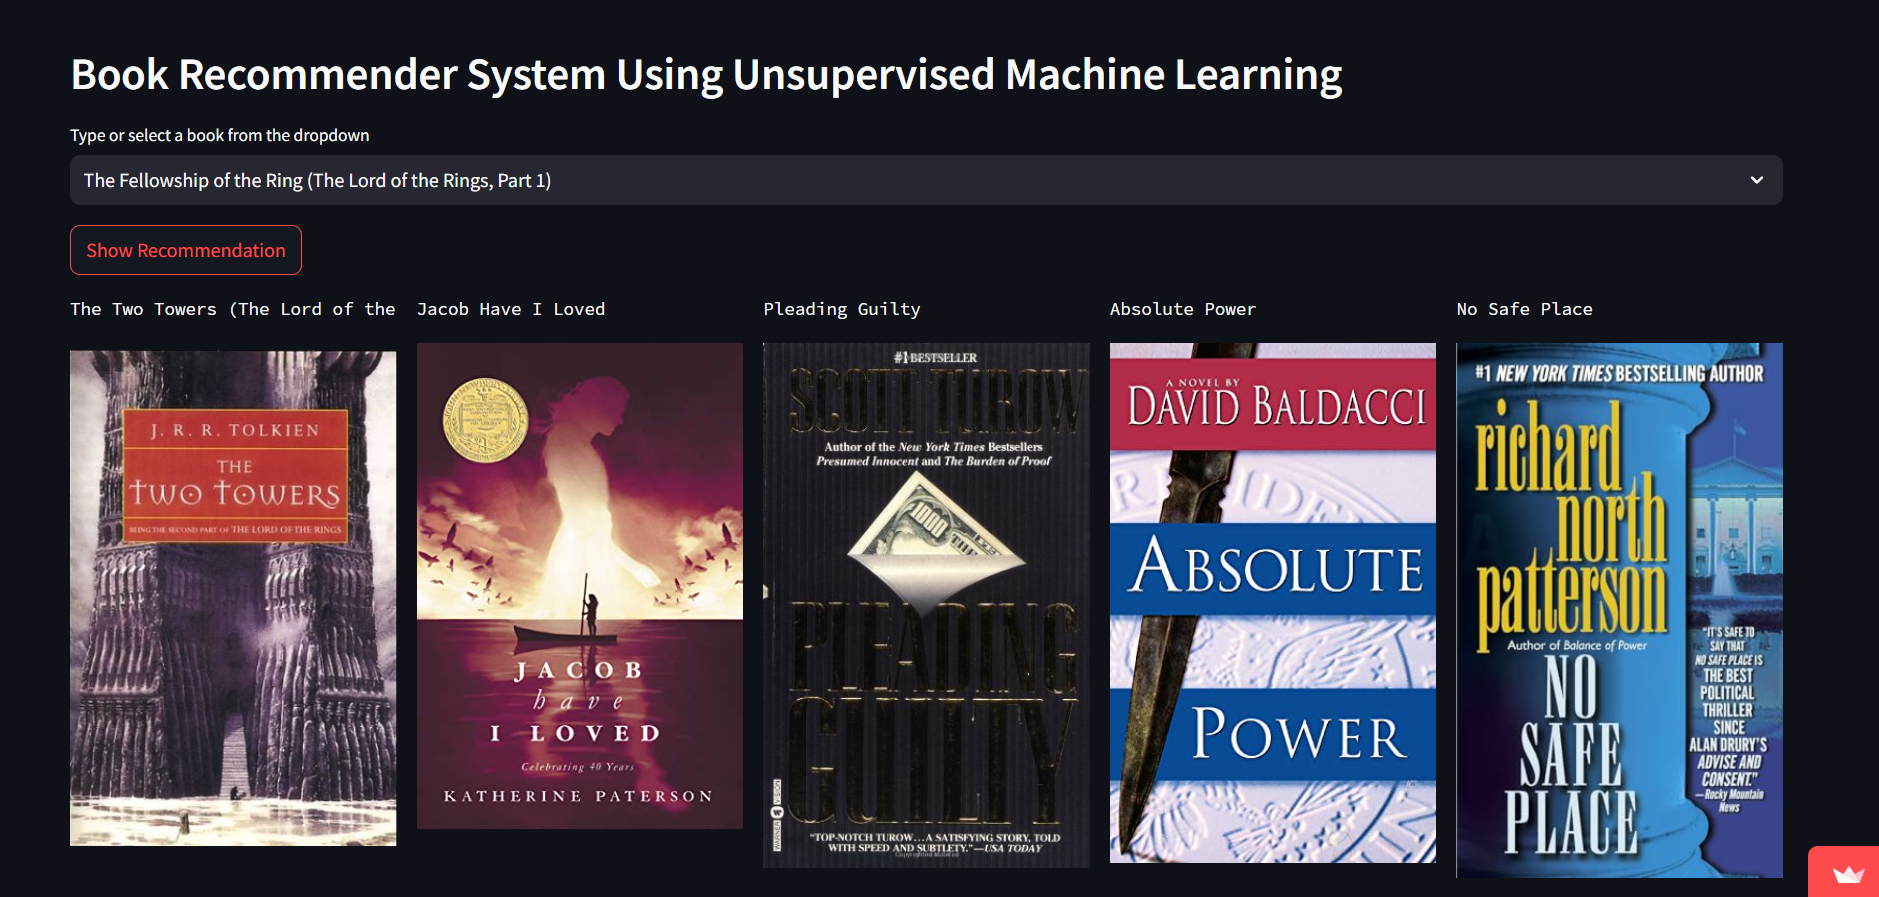 Book Recommender System Using Unsupervised Machine Learning
Type or select a book from the dropdown
The Fellowship of the Ring (The Lord of the Rings, Part 1)
Show Recommendation
The Two Towers (The Lord of the
Jacob Have I Loved
Pleading Guilty
Absolute Power
No Safe Place
J. R. R. TOLKIEN
THE
TWO TOWERS
BEING THE SECOND PART OF THE LORD OF THE RINGS
JACOB
have
I LOVED
Celebrating 40 Years
KATHERINE PATERSON
#1 BESTSELLER
SCOTT TUROW
Author of the New York Times Bestsellers
Presumed Innocent and The Burden of Proof
1000
PLEADING
GUILTY
WARNER
VISION
"TOP-NOTCH TUROW...A SATISFYING STORY, TOLD
WITH SPEED AND SUBTLETY."—USA TODAY
Copyrighted Material
A NOVEL BY
DAVID BALDACCI
ABSOLUTE
POWER
#1 NEW YORK TIMES BESTSELLING AUTHOR
richard
north
patterson
Author of Balance of Power
NO
SAFE
PLACE
"IT'S SAFE TO
SAY THAT
NO SAFE PLACE IS
THE BEST
POLITICAL
THRILLER
SINCE
ALAN DRURY'S
ADVISE AND
CONSENT."
—Rocky Mountain
News